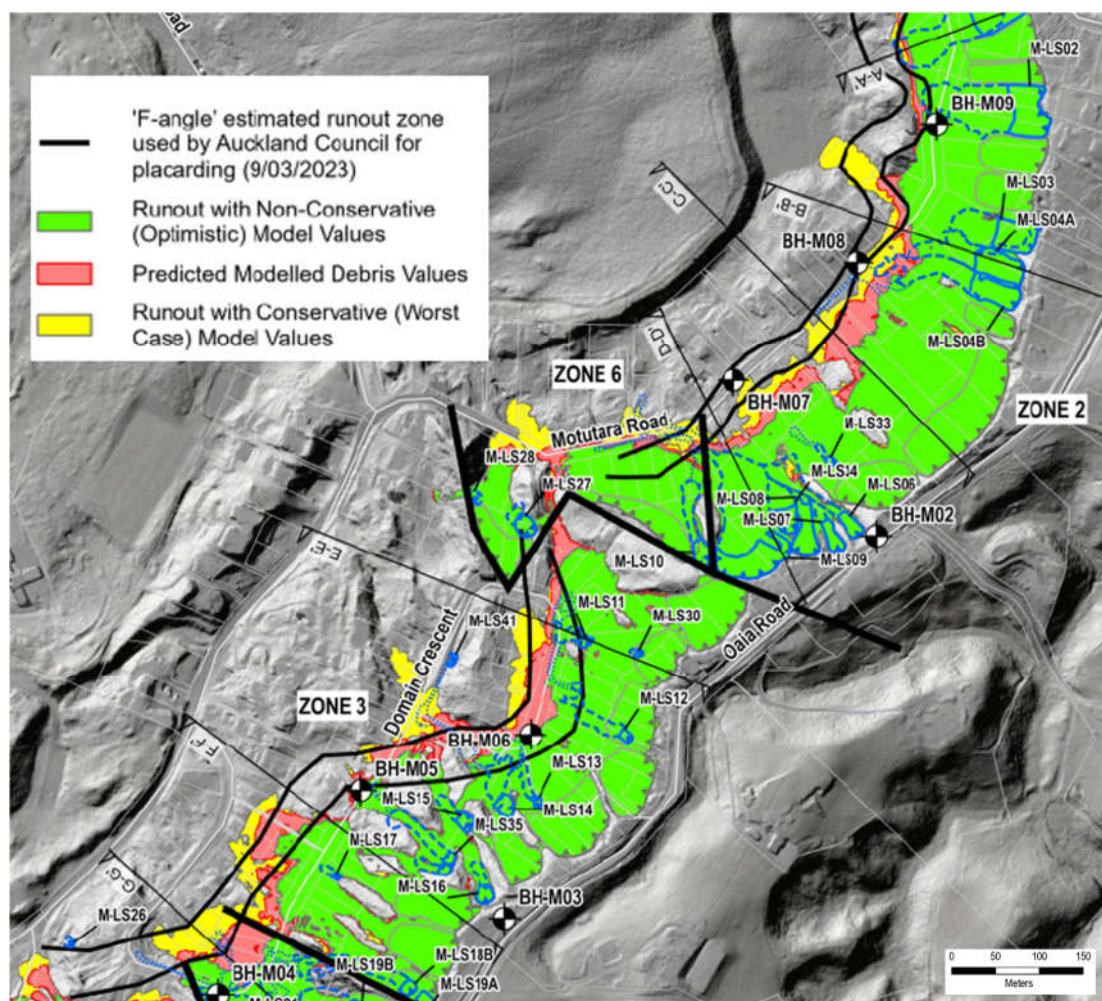 oad
'F-angle' estimated runout zone
used by Auckland Council for
placarding (9/03/2023)
Runout with Non-Conservative
(Optimistic) Model Values
Predicted Modelled Debris Values
Runout with Conservative (Worst
Case) Model Values
M-LS02
A-A'
BH-M09
C-C'
B-B'
M-LS03
M-LS04A
BH-M08
D-D'
M-LS04B
ZONE 6
ZONE 2
BH-M07
Motutara Road
M-LS33
M-LS28
M-LS14
M-LS27
M-LS08
M-LS06
M-LS07
BH-M02
E-E'
M-LS10
M-LS09
M-LS11
M-LS30
M-LS41
Oaia Road
Domain Crescent
ZONE 3
M-LS12
F-F'
BH-M06
M-LS13
BH-M05
M-LS15
M-LS14
M-LS35
M-LS17
G-G'
M-LS16
BH-M03
M-LS26
M-LS18B
M-LS19B
BH-M04
M-LS19A
0 50 100 150
Meters